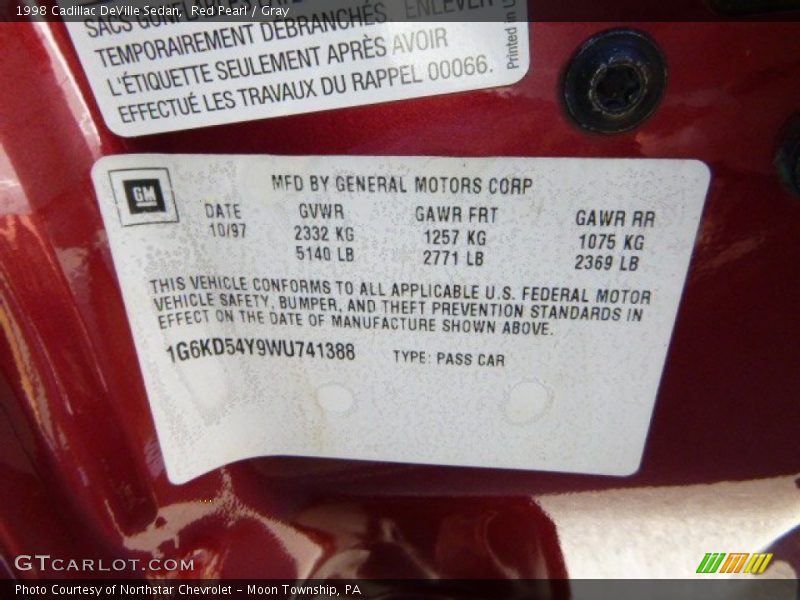 1998 Cadillac DeVille Sedan, Red Pearl / Gray
TEMPORAIREMENT DÉBRANCHÉS. ENLEVER
L'ÉTIQUETTE SEULEMENT APRÈS AVOIR
EFFECTUÉ LES TRAVAUX DU RAPPEL 00066.
Printed in
GM
MFD BY GENERAL MOTORS CORP
DATE GVWR GAWR FRT GAWR RR
10/97 2332 KG 1257 KG 1075 KG
5140 LB 2771 LB 2369 LB
THIS VEHICLE CONFORMS TO ALL APPLICABLE U.S. FEDERAL MOTOR
VEHICLE SAFETY, BUMPER, AND THEFT PREVENTION STANDARDS IN
EFFECT ON THE DATE OF MANUFACTURE SHOWN ABOVE.
1G6KD54Y9WU741388 TYPE: PASS CAR
GTCARLOT.COM
Photo Courtesy of Northstar Chevrolet - Moon Township, PA